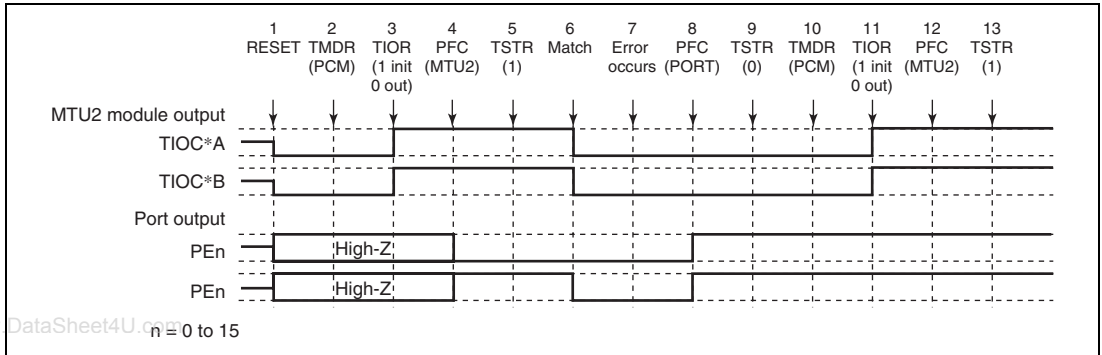 1 2 3 4 5 6 7 8 9 10 11 12 13
RESET TMDR TIOR PFC TSTR Match Error PFC TSTR TMDR TIOR PFC TSTR
(PCM) (1 init (MTU2) (1) occurs (PORT) (0) (PCM) (1 init (MTU2) (1)
0 out) 0 out)
MTU2 module output
TIOC*A
TIOC*B
Port output
PEn High-Z
PEn High-Z
DataSheet4U.com
n = 0 to 15